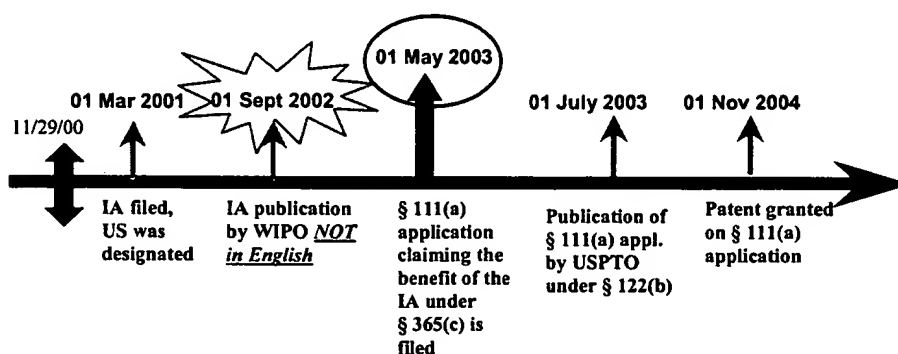 01 May 2003
01 Mar 2001
01 Sept 2002
01 July 2003
01 Nov 2004
11/29/00
IA filed,
US was
designated
IA publication
by WIPO NOT
in English
§ 111(a)
application
claiming the
benefit of the
IA under
§ 365(c) is
filed
Publication of
§ 111(a) appl.
by USPTO
under § 122(b)
Patent granted
on § 111(a)
application